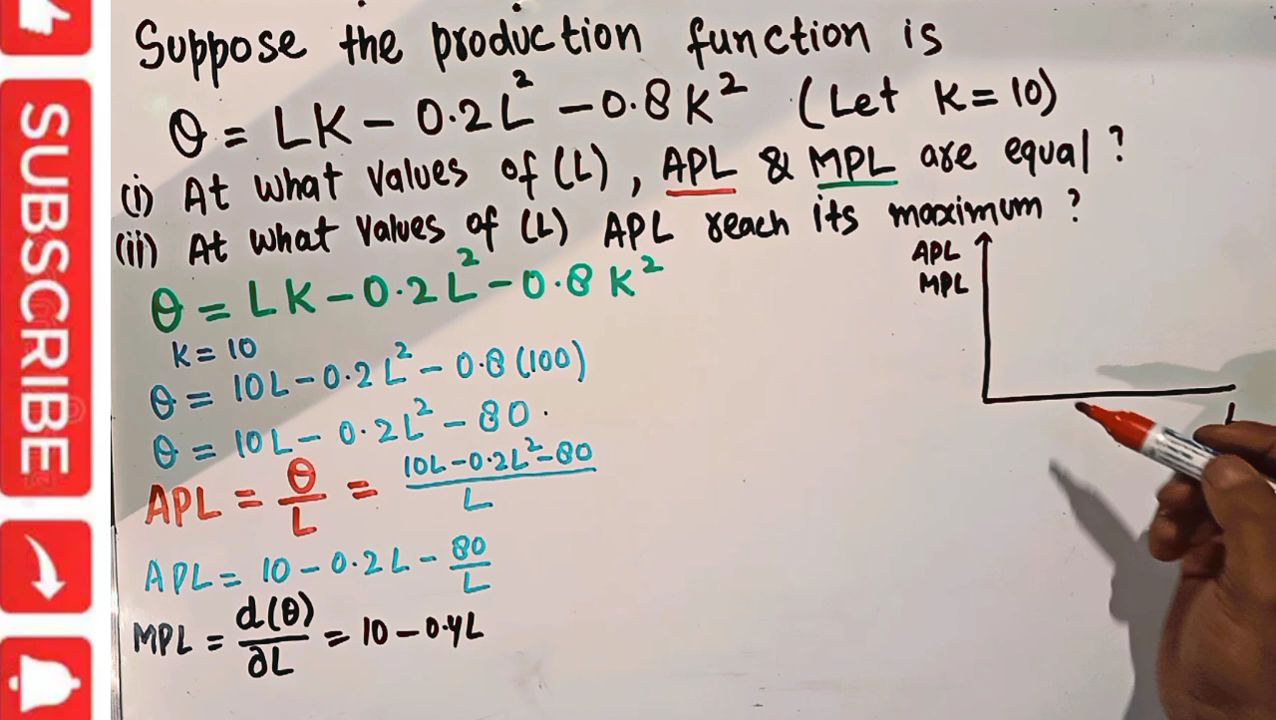 SUBSCRIBE
Suppose the production function is
Q = LK - 0.2L² - 0.8K² (Let K=10)
(i) At what values of (L), APL & MPL are equal?
(ii) At what values of (L) APL reach its maximum?
Q = LK - 0.2L² - 0.8K²
K = 10
Q = 10L - 0.2L² - 0.8(100)
Q = 10L - 0.2L² - 80.
APL = Q/L = 10L-0.2L²-80/L
APL = 10 - 0.2L - 80/L
MPL = d(Q)/∂L = 10 - 0.4L
APL
MPL
L